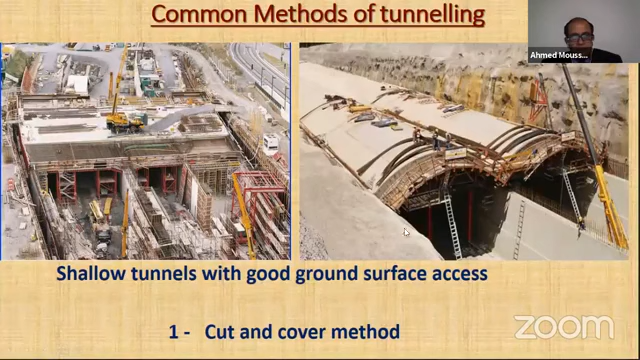 Common Methods of tunnelling
Ahmed Mouss...
Shallow tunnels with good ground surface access
1 - Cut and cover method
zoom